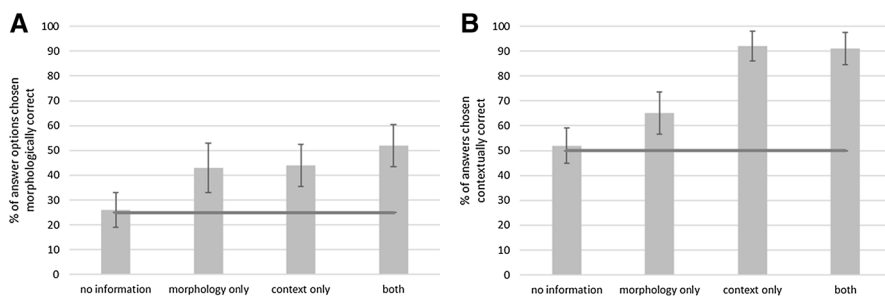 A
% of answer options chosen
morphologically correct
100
90
80
70
60
50
40
30
20
10
0
no information
morphology only
context only
both
B
% of answers chosen
contextually correct
100
90
80
70
60
50
40
30
20
10
0
no information
morphology only
context only
both